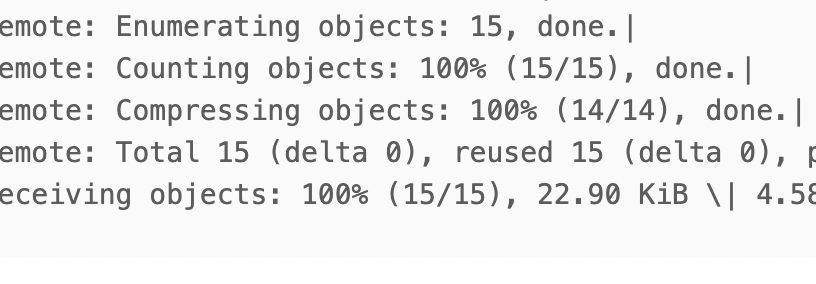 emote: Enumerating objects: 15, done.|
emote: Counting objects: 100% (15/15), done.|
emote: Compressing objects: 100% (14/14), done.|
emote: Total 15 (delta 0), reused 15 (delta 0), p
eceiving objects: 100% (15/15), 22.90 KiB \| 4.58